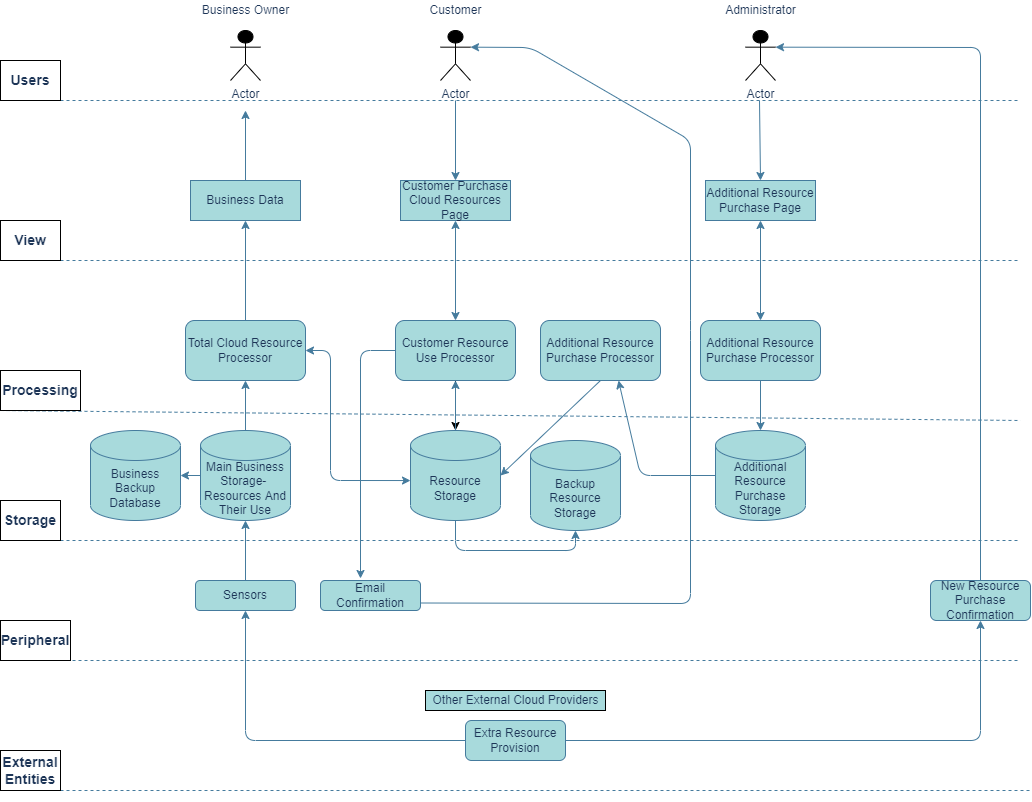 Business Owner
Customer
Administrator
Users
Actor
Actor
Actor
Business Data
Customer Purchase
Cloud Resources
Page
Additional Resource
Purchase Page
View
Total Cloud Resource
Processor
Customer Resource
Use Processor
Additional Resource
Purchase Processor
Additional Resource
Purchase Processor
Processing
Business
Backup
Database
Main Business
Storage-
Resources And
Their Use
Resource
Storage
Backup
Resource
Storage
Additional
Resource
Purchase
Storage
Storage
Sensors
Email
Confirmation
New Resource
Purchase
Confirmation
Peripheral
Other External Cloud Providers
Extra Resource
Provision
External
Entities